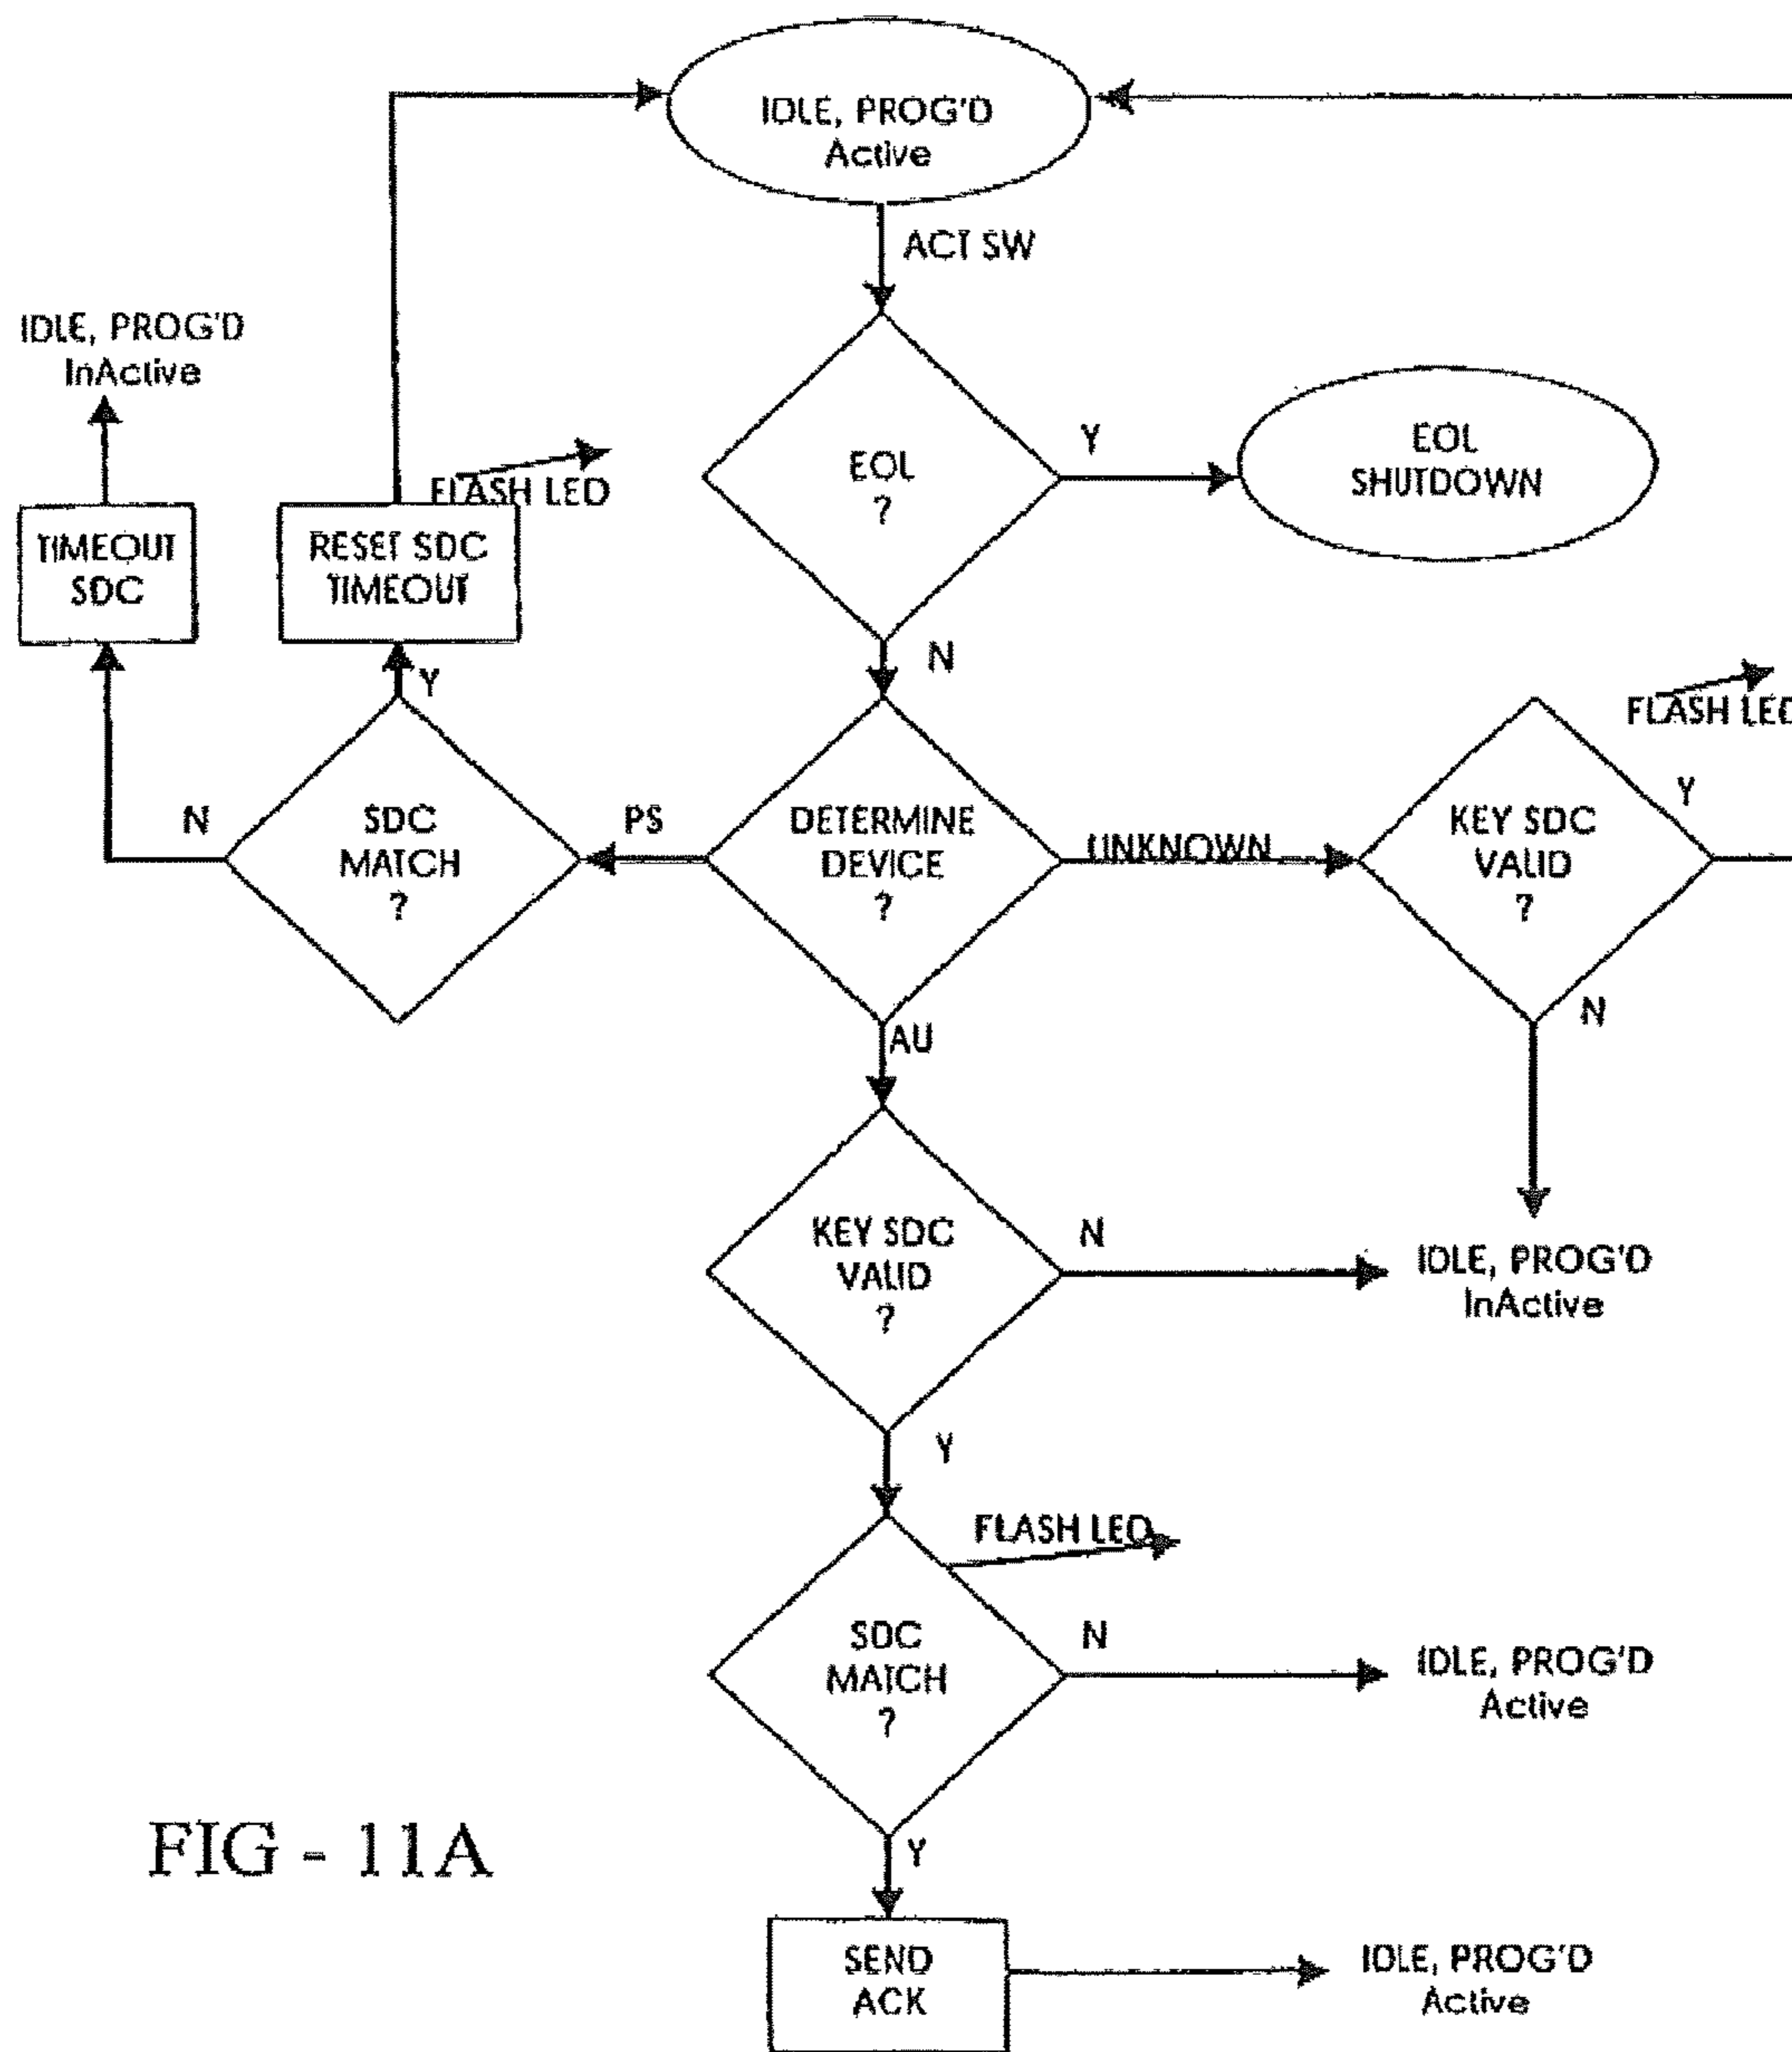 IDLE, PROG'D
Active
ACT SW
IDLE, PROG'D
InActive
EOL
?
Y
EOL
SHUTDOWN
FLASH LED
TIMEOUT
SDC
RESET SDC
TIMEOUT
N
Y
FLASH LED
N
SDC
MATCH
?
PS
DETERMINE
DEVICE
?
UNKNOWN
KEY SDC
VALID
?
Y
N
AU
KEY SDC
VALID
?
N
IDLE, PROG'D
InActive
Y
FLASH LED
SDC
MATCH
?
N
IDLE, PROG'D
Active
FIG - 11A
Y
SEND
ACK
IDLE, PROG'D
Active